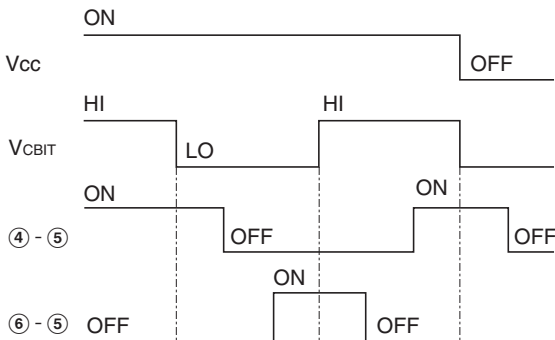 ON
Vcc OFF
HI HI
VCBIT LO
ON ON
④ - ⑤ OFF OFF
ON
⑥ - ⑤ OFF OFF